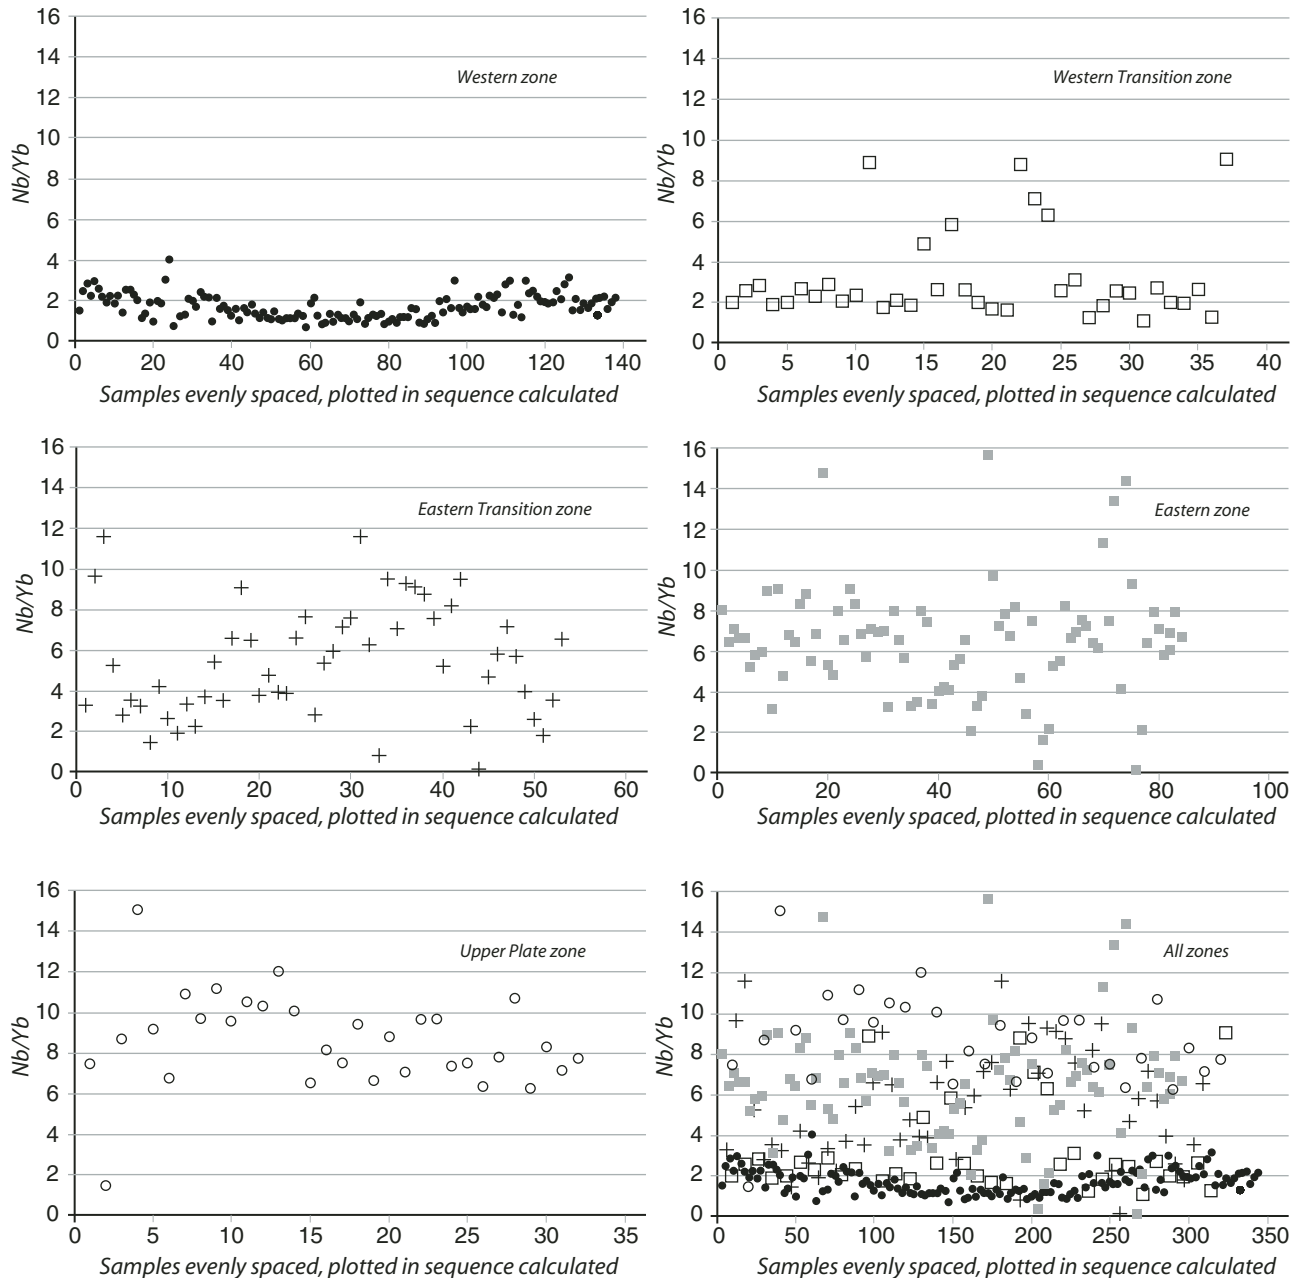 16
14
12
10
8
6
4
2
0
Nb/Yb
Western zone
0 20 40 60 80 100 120 140
Samples evenly spaced, plotted in sequence calculated
16
14
12
10
8
6
4
2
0
Nb/Yb
Western Transition zone
0 5 10 15 20 25 30 35 40
Samples evenly spaced, plotted in sequence calculated
16
14
12
10
8
6
4
2
0
Nb/Yb
Eastern Transition zone
0 10 20 30 40 50 60
Samples evenly spaced, plotted in sequence calculated
16
14
12
10
8
6
4
2
0
Nb/Yb
Eastern zone
0 20 40 60 80 100
Samples evenly spaced, plotted in sequence calculated
16
14
12
10
8
6
4
2
0
Nb/Yb
Upper Plate zone
0 5 10 15 20 25 30 35
Samples evenly spaced, plotted in sequence calculated
16
14
12
10
8
6
4
2
0
Nb/Yb
All zones
0 50 100 150 200 250 300 350
Samples evenly spaced, plotted in sequence calculated